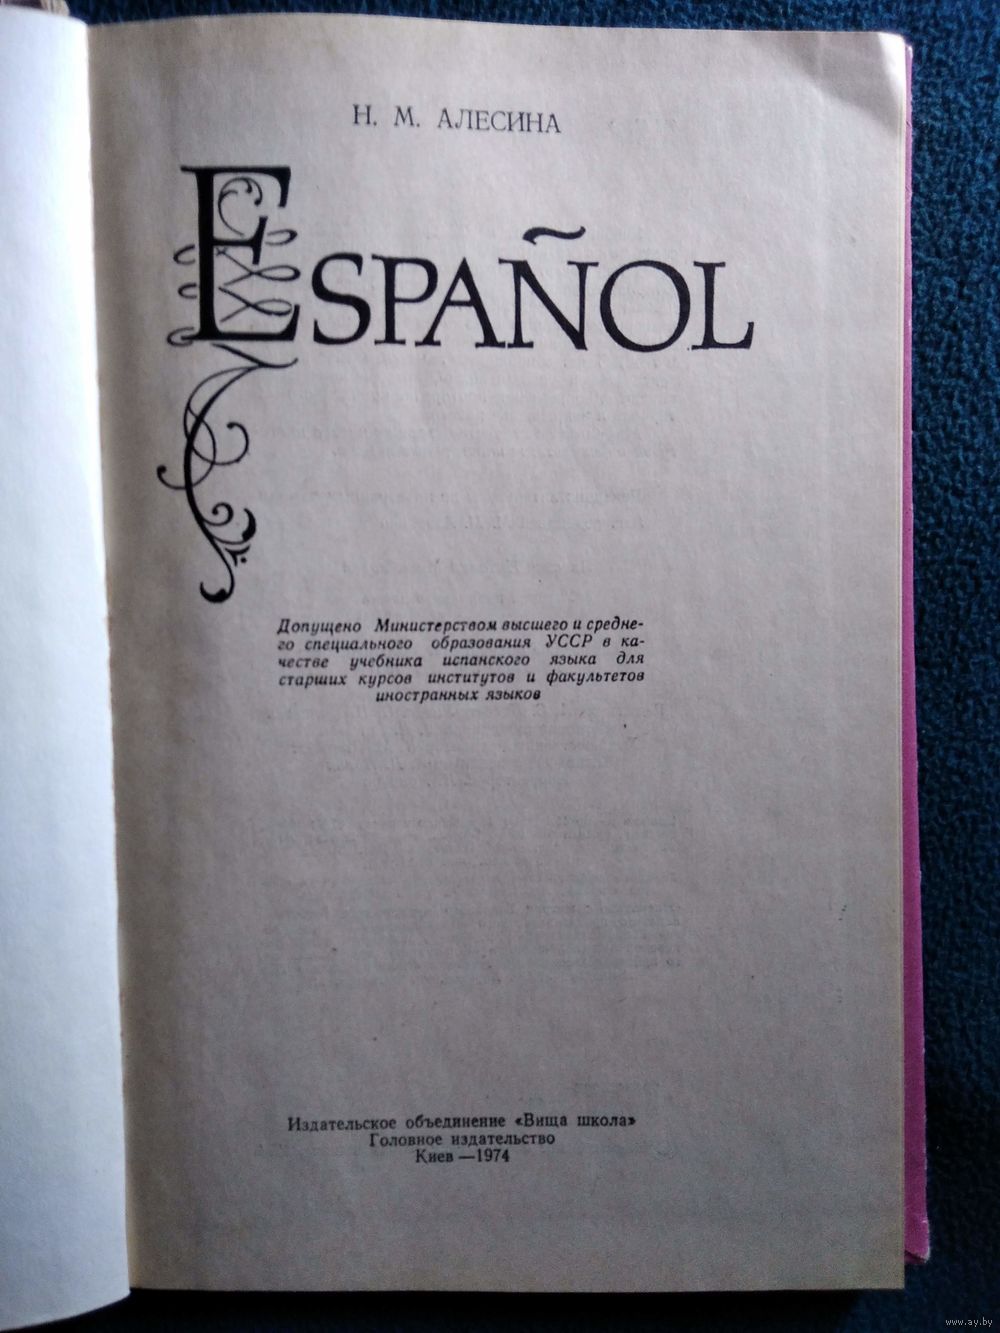 Н. М. АЛЕСИНА
ESPAÑOL
Допущено Министерством высшего и средне-
го специального образования УССР в ка-
честве учебника испанского языка для
старших курсов институтов и факультетов
иностранных языков
Издательское объединение «Вища школа»
Головное издательство
Киев —1974
www.ay.by